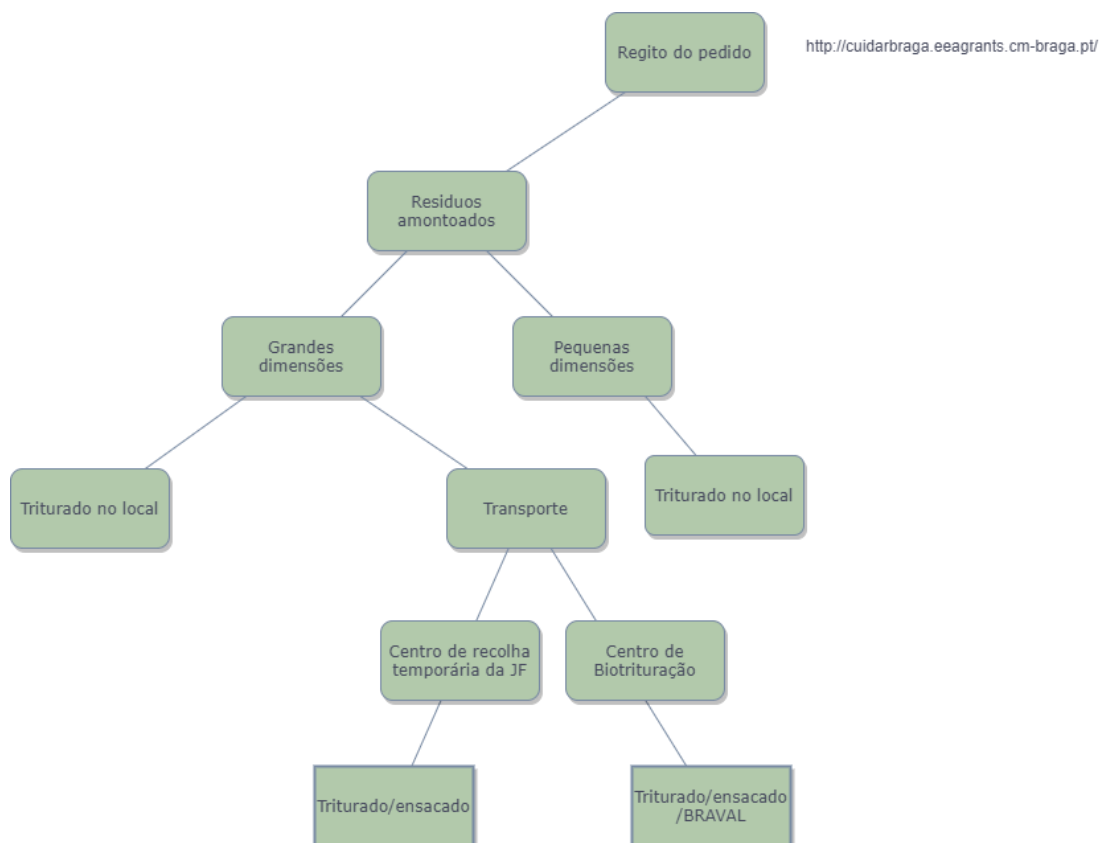 Regito do pedido
http://cuidarbraga.eeagrants.cm-braga.pt/
Residuos
amontoados
Grandes
dimensões
Pequenas
dimensões
Triturado no local
Transporte
Triturado no local
Centro de recolha
temporária da JF
Centro de
Biotrituração
Triturado/ensacado
Triturado/ensacado
/BRAVAL